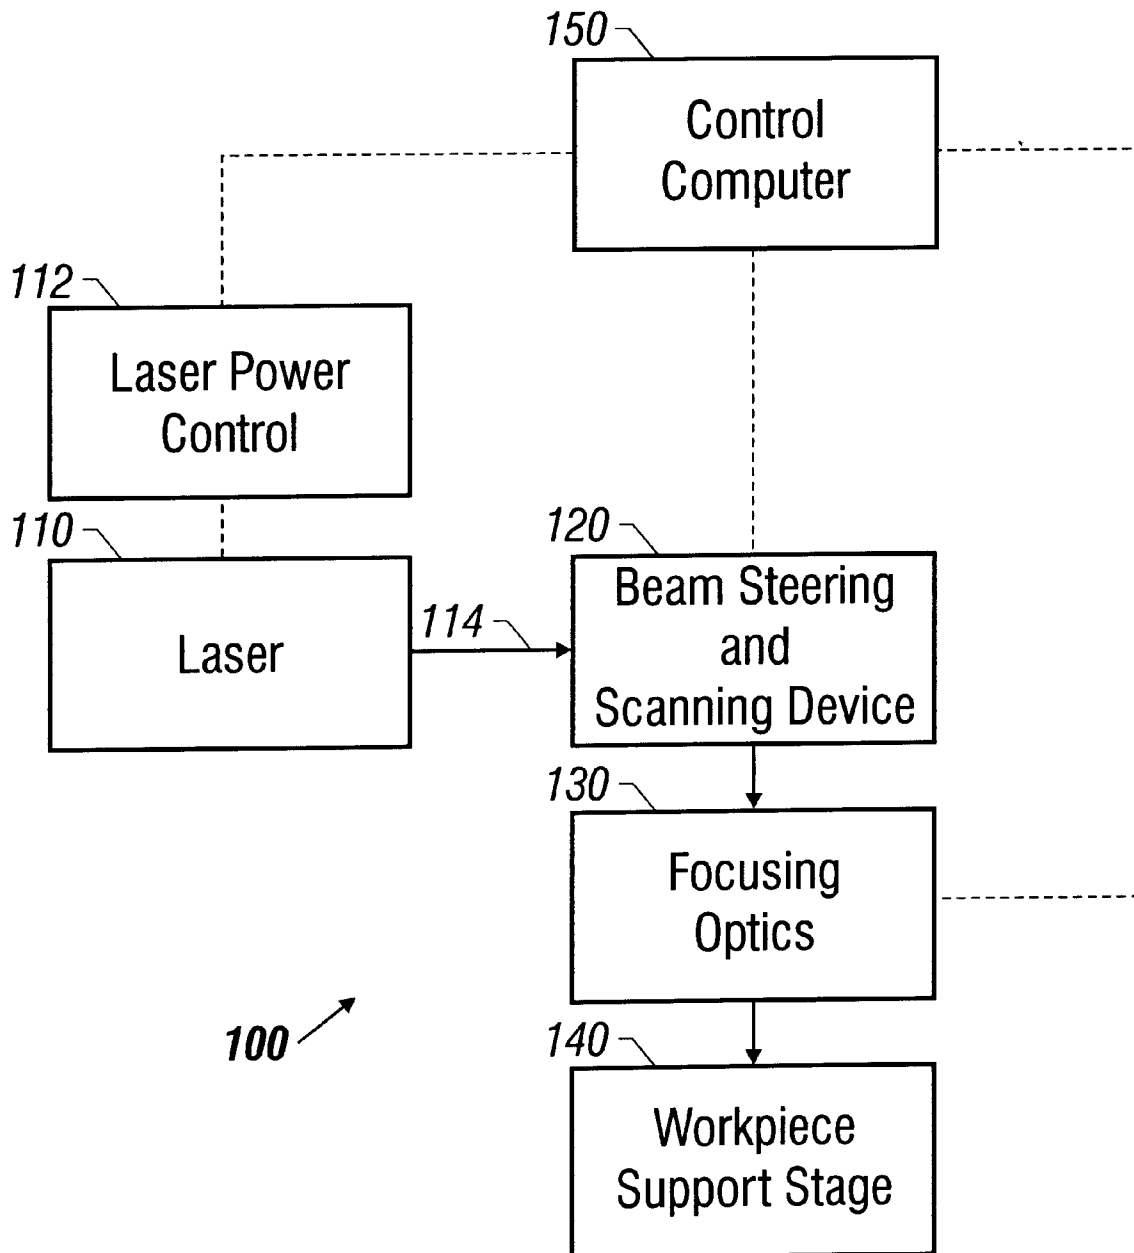 150
Control
Computer
112
Laser Power
Control
110
Laser
114
120
Beam Steering
and
Scanning Device
130
Focusing
Optics
100
140
Workpiece
Support Stage